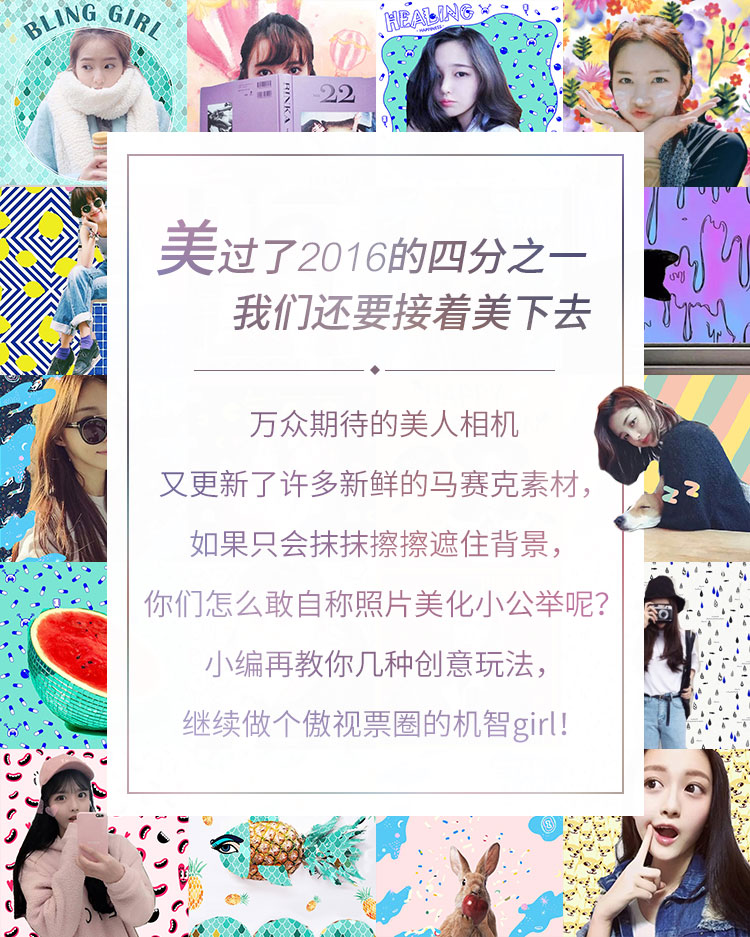 BLING GIRL
HEALING
HAPPINESS
RINKA
22
美过了2016的四分之一
我们还要接着美下去
万众期待的美人相机
又更新了许多新鲜的马赛克素材，
如果只会抹抹擦擦遮住背景，
你们怎么敢自称照片美化小公举呢？
小编再教你几种创意玩法，
继续做个傲视票圈的机智girl！